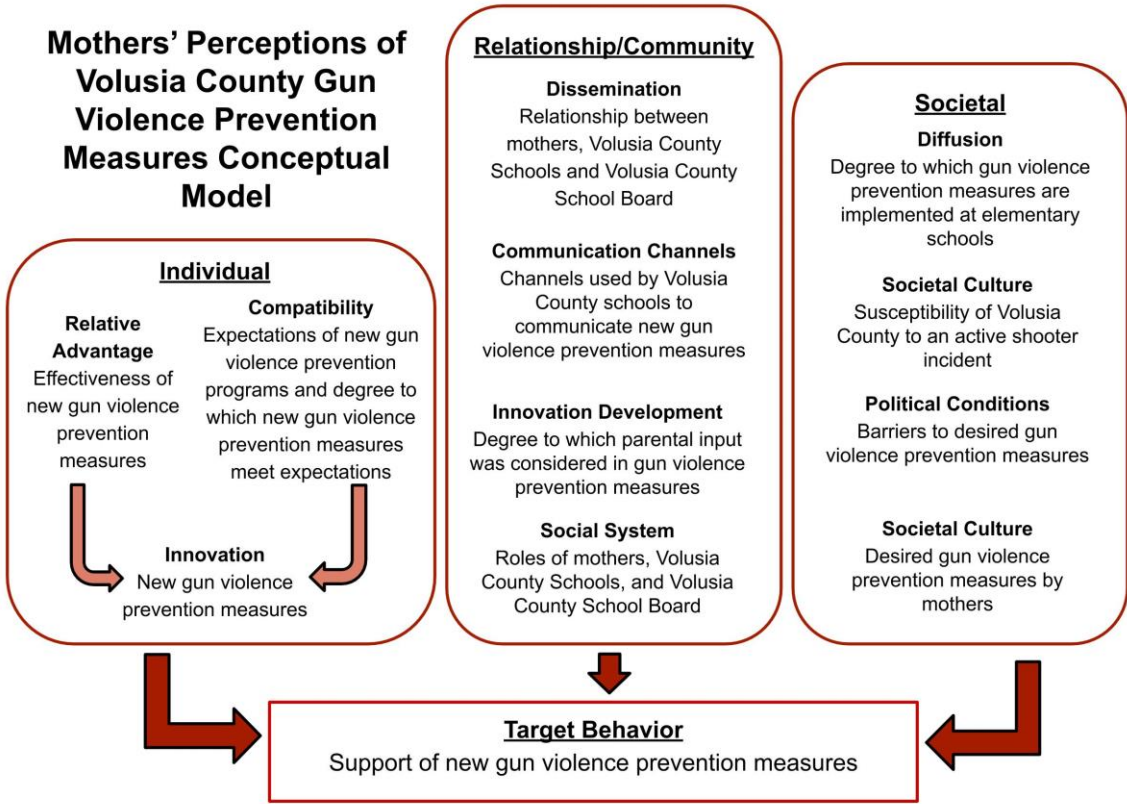 Mothers' Perceptions of
Volusia County Gun
Violence Prevention
Measures Conceptual
Model
Individual
Relative
Advantage
Effectiveness of
new gun violence
prevention
measures
Compatibility
Expectations of new gun
violence prevention
programs and degree to
which new gun violence
prevention measures
meet expectations
Innovation
New gun violence
prevention measures
Relationship/Community
Dissemination
Relationship between
mothers, Volusia County
Schools and Volusia County
School Board
Communication Channels
Channels used by Volusia
County schools to
communicate new gun
violence prevention measures
Innovation Development
Degree to which parental input
was considered in gun violence
prevention measures
Social System
Roles of mothers, Volusia
County Schools, and Volusia
County School Board
Societal
Diffusion
Degree to which gun violence
prevention measures are
implemented at elementary
schools
Societal Culture
Susceptibility of Volusia
County to an active shooter
incident
Political Conditions
Barriers to desired gun
violence prevention measures
Societal Culture
Desired gun violence
prevention measures by
mothers
Target Behavior
Support of new gun violence prevention measures